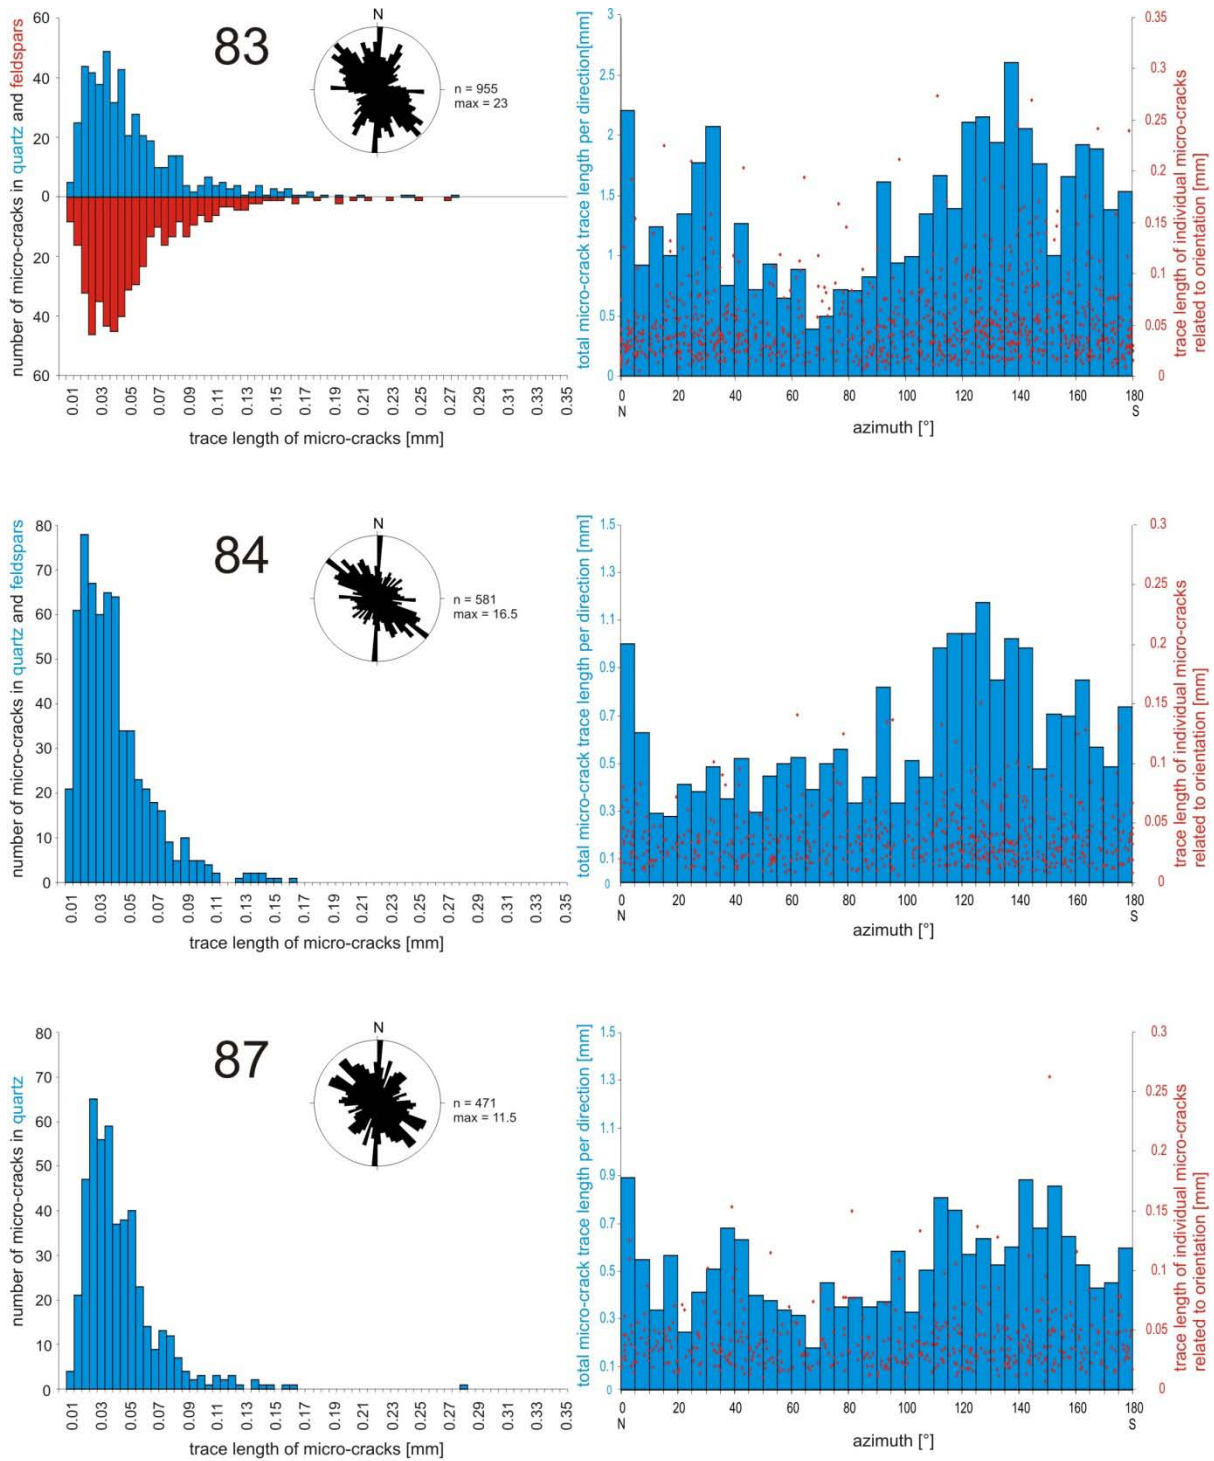 83
N
n = 955
max = 23
number of micro-cracks in quartz and feldspars
60
40
20
0
20
40
60
0.01 0.03 0.05 0.07 0.09 0.11 0.13 0.15 0.17 0.19 0.21 0.23 0.25 0.27 0.29 0.31 0.33 0.35
trace length of micro-cracks [mm]
total micro-crack trace length per direction[mm]
3
2.5
2
1.5
1
0.5
0
0 20 40 60 80 100 120 140 160 180
N S
azimuth [°]
0.35
0.3
0.25
0.2
0.15
0.1
0.05
0
trace length of individual micro-cracks
related to orientation [mm]
84
N
n = 581
max = 16.5
number of micro-cracks in quartz and feldspars
80
70
60
50
40
30
20
10
0
0.01 0.03 0.05 0.07 0.09 0.11 0.13 0.15 0.17 0.19 0.21 0.23 0.25 0.27 0.29 0.31 0.33 0.35
trace length of micro-cracks [mm]
total micro-crack trace length per direction [mm]
1.5
1.3
1.1
0.9
0.7
0.5
0.3
0.1
0
0 20 40 60 80 100 120 140 160 180
N S
azimuth [°]
0.3
0.25
0.2
0.15
0.1
0.05
0
trace length of individual micro-cracks
related to orientation [mm]
87
N
n = 471
max = 11.5
number of micro-cracks in quartz
80
70
60
50
40
30
20
10
0
0.01 0.03 0.05 0.07 0.09 0.11 0.13 0.15 0.17 0.19 0.21 0.23 0.25 0.27 0.29 0.31 0.33 0.35
trace length of micro-cracks [mm]
total micro-crack trace length per direction [mm]
1.5
1.3
1.1
0.9
0.7
0.5
0.3
0.1
0
0 20 40 60 80 100 120 140 160 180
N S
azimuth [°]
0.3
0.25
0.2
0.15
0.1
0.05
0
trace length of individual micro-cracks
related to orientation [mm]